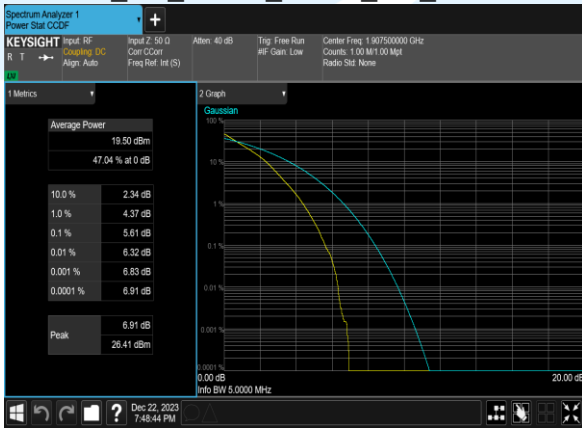 Spectrum Analyzer 1
Power Stat CCDF
KEYSIGHT
R T
Input: RF
Coupling: DC
Align: Auto
Input Z: 50 Ω
Corr CCorr
Freq Ref: Int (S)
Atten: 40 dB
Trig: Free Run
#IF Gain: Low
Center Freq: 1.907500000 GHz
Counts: 1.00 M/1.00 Mpt
Radio Std: None
1 Metrics
Average Power
19.50 dBm
47.04 % at 0 dB
10.0 % 2.34 dB
1.0 % 4.37 dB
0.1 % 5.61 dB
0.01 % 6.32 dB
0.001 % 6.83 dB
0.0001 % 6.91 dB
Peak
6.91 dB
26.41 dBm
2 Graph
Gaussian
100 %
10 %
1 %
0.1 %
0.01 %
0.001 %
0.0001 %
0.00 dB
20.00 dB
Info BW 5.0000 MHz
Dec 22, 2023
7:48:44 PM